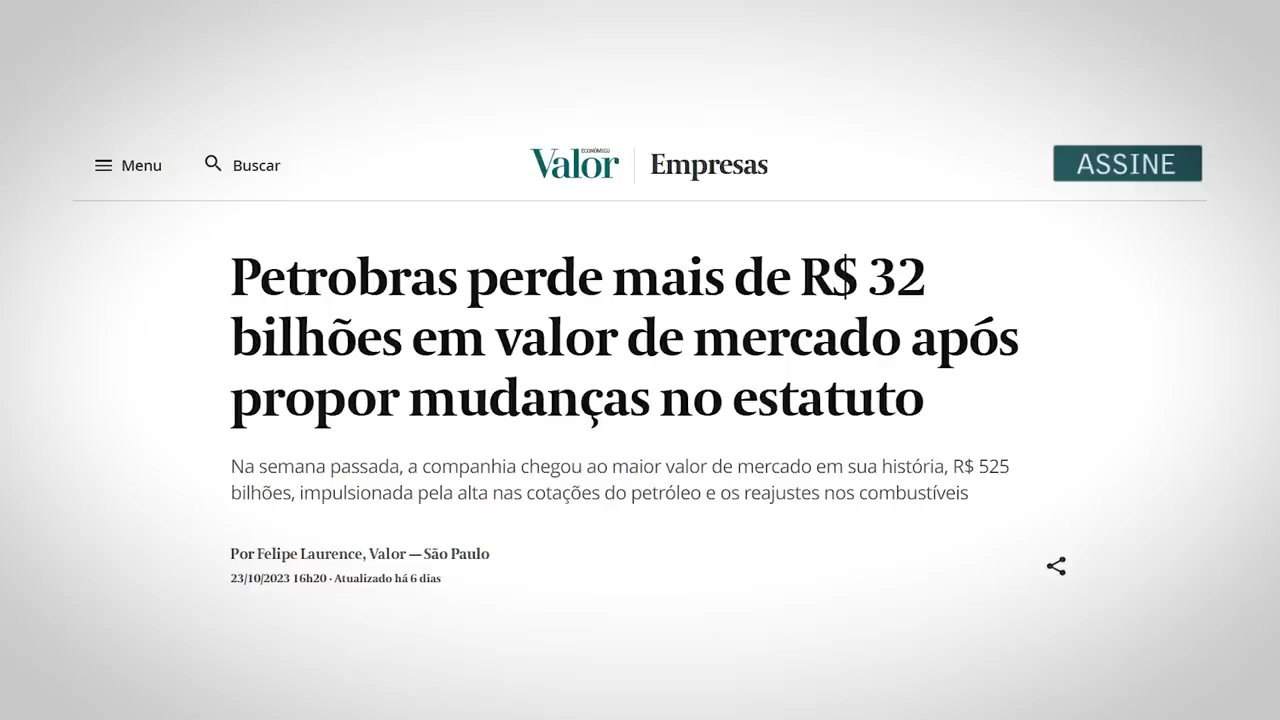 Menu
Buscar
Valor ECONÔMICO
Empresas
ASSINE
Petrobras perde mais de R$ 32
bilhões em valor de mercado após
propor mudanças no estatuto
Na semana passada, a companhia chegou ao maior valor de mercado em sua história, R$ 525
bilhões, impulsionada pela alta nas cotações do petróleo e os reajustes nos combustíveis
Por Felipe Laurence, Valor — São Paulo
23/10/2023 16h20 · Atualizado há 6 dias